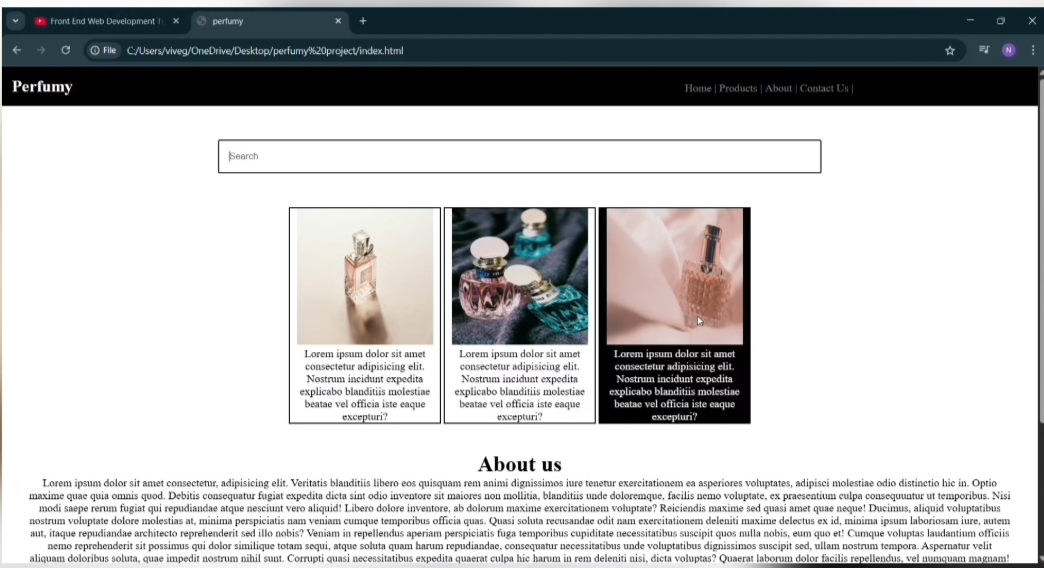 Front End Web Development T
perfumy
File C:/Users/viveg/OneDrive/Desktop/perfumy%20project/index.html
N
Perfumy
Home | Products | About | Contact Us |
Search
Lorem ipsum dolor sit amet
consectetur adipisicing elit.
Nostrum incidunt expedita
explicabo blanditiis molestiae
beatae vel officia iste eaque
excepturi?
Lorem ipsum dolor sit amet
consectetur adipisicing elit.
Nostrum incidunt expedita
explicabo blanditiis molestiae
beatae vel officia iste eaque
excepturi?
Lorem ipsum dolor sit amet
consectetur adipisicing elit.
Nostrum incidunt expedita
explicabo blanditiis molestiae
beatae vel officia iste eaque
excepturi?
About us
Lorem ipsum dolor sit amet consectetur, adipisicing elit. Veritatis blanditiis libero eos quisquam rem animi dignissimos iure tenetur exercitationem ea asperiores voluptates, adipisci molestiae odio distinctio hic in. Optio
maxime quae quia omnis quod. Debitis consequatur fugiat expedita dicta sint odio inventore sit maiores non mollitia, blanditiis unde doloremque, facilis nemo voluptate, ex praesentium culpa consequuntur ut temporibus. Nisi
modi saepe rerum fugiat qui repudiandae atque nesciunt vero aliquid! Libero dolore inventore, ab dolorum maxime exercitationem voluptate? Reiciendis maxime sed quasi amet quae neque! Ducimus, aliquid voluptatibus
nostrum voluptate dolore molestias at, minima perspiciatis nam veniam cumque temporibus officia quas. Quasi soluta recusandae odit nam exercitationem deleniti maxime delectus ex id, minima ipsum laboriosam iure, autem
aut, itaque repudiandae architecto reprehenderit sed illo nobis? Veniam in repellendus aperiam perspiciatis fuga temporibus cupiditate necessitatibus suscipit quos nulla nobis, eum quo et! Cumque voluptas laudantium officiis
nemo reprehenderit sit possimus qui dolor similique totam sequi, atque soluta quam harum repudiandae, consequatur necessitatibus unde voluptatibus dignissimos suscipit sed, ullam nostrum tempora. Aspernatur velit
aliquam doloribus soluta, quae impedit nostrum nihil sunt. Corrupti quasi necessitatibus expedita quaerat culpa hic harum in rem deleniti nisi, dicta voluptas? Quaerat laborum dolor facilis repellendus, vel numquam magnam!